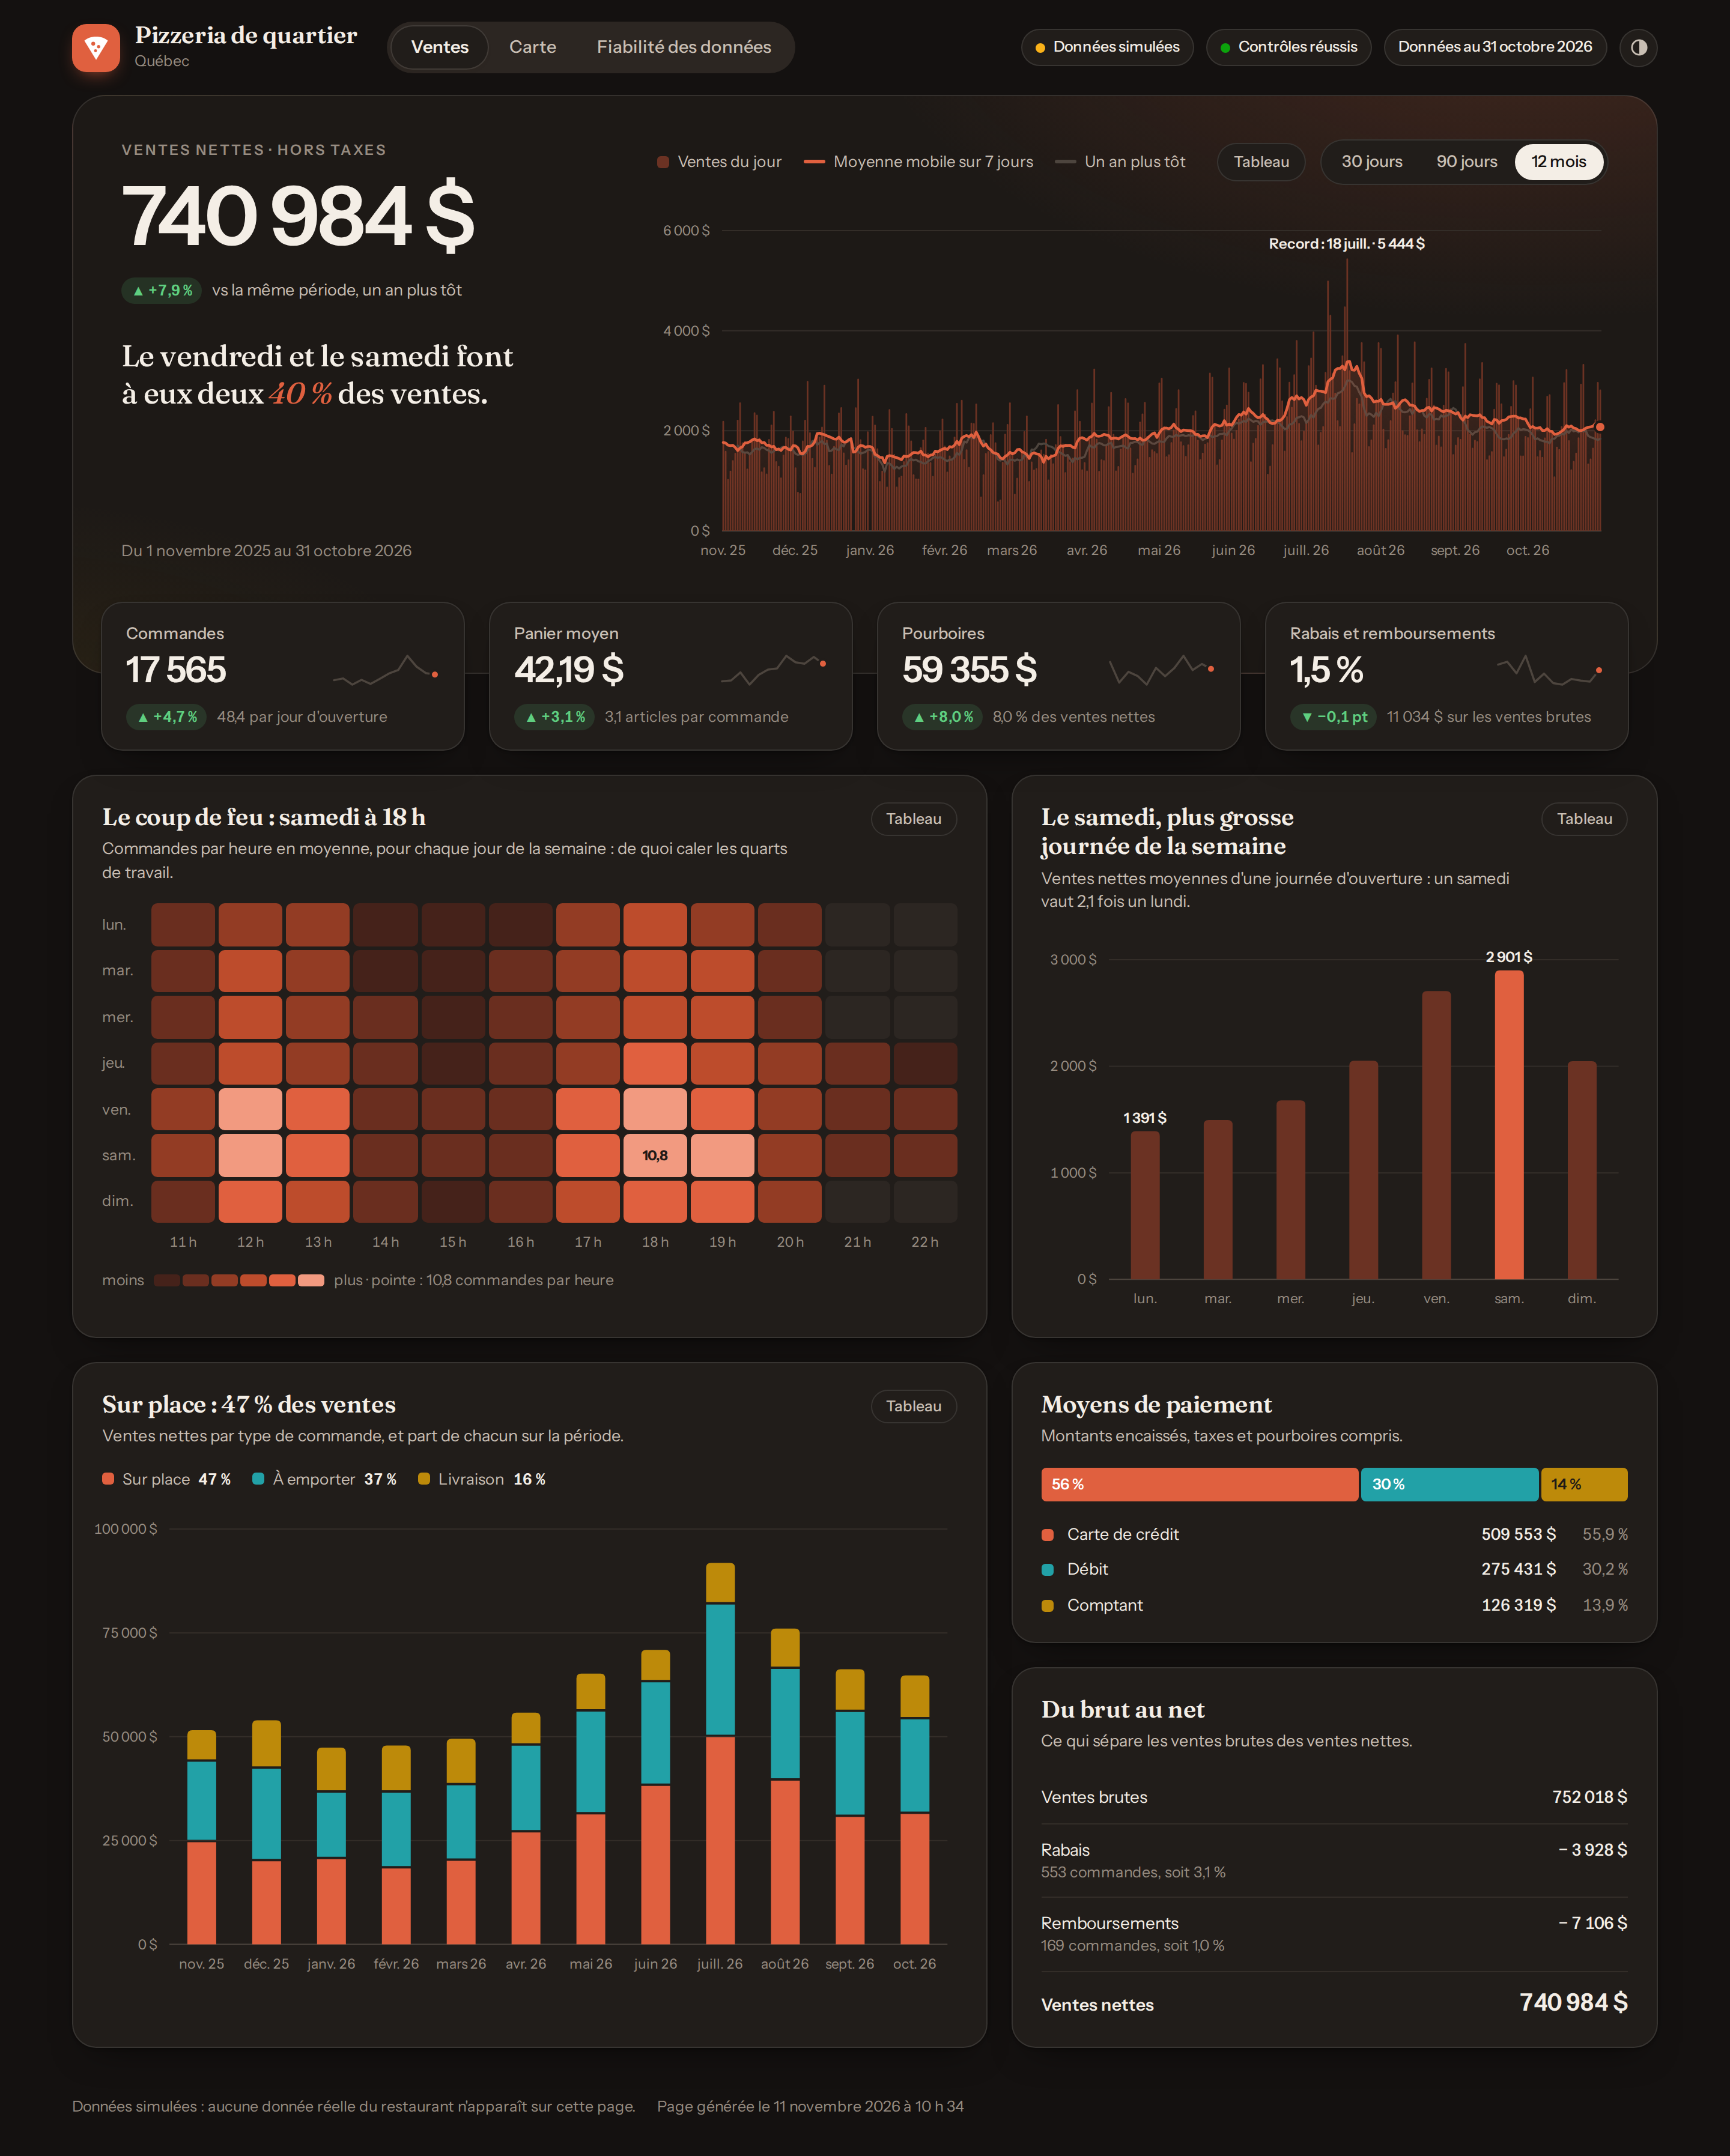 Pizzeria de quartier
Québec
Ventes
Carte
Fiabilité des données
Données simulées
Contrôles réussis
Données au 31 octobre 2026
VENTES NETTES · HORS TAXES
740 984 $
▲ +7,9 % vs la même période, un an plus tôt
Le vendredi et le samedi font
à eux deux 40 % des ventes.
Du 1 novembre 2025 au 31 octobre 2026
Ventes du jour
Moyenne mobile sur 7 jours
Un an plus tôt
Tableau
30 jours
90 jours
12 mois
6 000 $
Record : 18 juill. · 5 444 $
4 000 $
2 000 $
0 $
nov. 25 déc. 25 janv. 26 févr. 26 mars 26 avr. 26 mai 26 juin 26 juill. 26 août 26 sept. 26 oct. 26
Commandes
17 565
▲ +4,7 % 48,4 par jour d'ouverture
Panier moyen
42,19 $
▲ +3,1 % 3,1 articles par commande
Pourboires
59 355 $
▲ +8,0 % 8,0 % des ventes nettes
Rabais et remboursements
1,5 %
▼ −0,1 pt 11 034 $ sur les ventes brutes
Le coup de feu : samedi à 18 h
Tableau
Commandes par heure en moyenne, pour chaque jour de la semaine : de quoi caler les quarts
de travail.
lun.
mar.
mer.
jeu.
ven.
sam.
10,8
dim.
11 h 12 h 13 h 14 h 15 h 16 h 17 h 18 h 19 h 20 h 21 h 22 h
moins
plus · pointe : 10,8 commandes par heure
Le samedi, plus grosse
journée de la semaine
Tableau
Ventes nettes moyennes d'une journée d'ouverture : un samedi
vaut 2,1 fois un lundi.
3 000 $
2 901 $
2 000 $
1 391 $
1 000 $
0 $
lun. mar. mer. jeu. ven. sam. dim.
Sur place : 47 % des ventes
Tableau
Ventes nettes par type de commande, et part de chacun sur la période.
Sur place 47 %
À emporter 37 %
Livraison 16 %
100 000 $
75 000 $
50 000 $
25 000 $
0 $
nov. 25 déc. 25 janv. 26 févr. 26 mars 26 avr. 26 mai 26 juin 26 juill. 26 août 26 sept. 26 oct. 26
Moyens de paiement
Montants encaissés, taxes et pourboires compris.
56 %
30 %
14 %
Carte de crédit 509 553 $ 55,9 %
Débit 275 431 $ 30,2 %
Comptant 126 319 $ 13,9 %
Du brut au net
Ce qui sépare les ventes brutes des ventes nettes.
Ventes brutes 752 018 $
Rabais − 3 928 $
553 commandes, soit 3,1 %
Remboursements − 7 106 $
169 commandes, soit 1,0 %
Ventes nettes 740 984 $
Données simulées : aucune donnée réelle du restaurant n'apparaît sur cette page.
Page générée le 11 novembre 2026 à 10 h 34